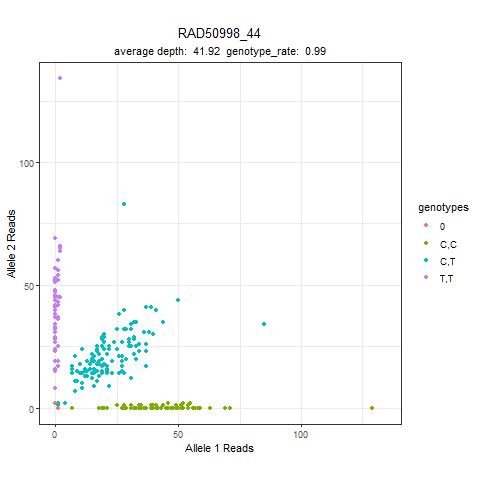 RAD50998_44
average depth:  41.92  genotype_rate:  0.99
Allele 2 Reads
100
50
0
0
50
100
Allele 1 Reads
genotypes
0
C,C
C,T
T,T